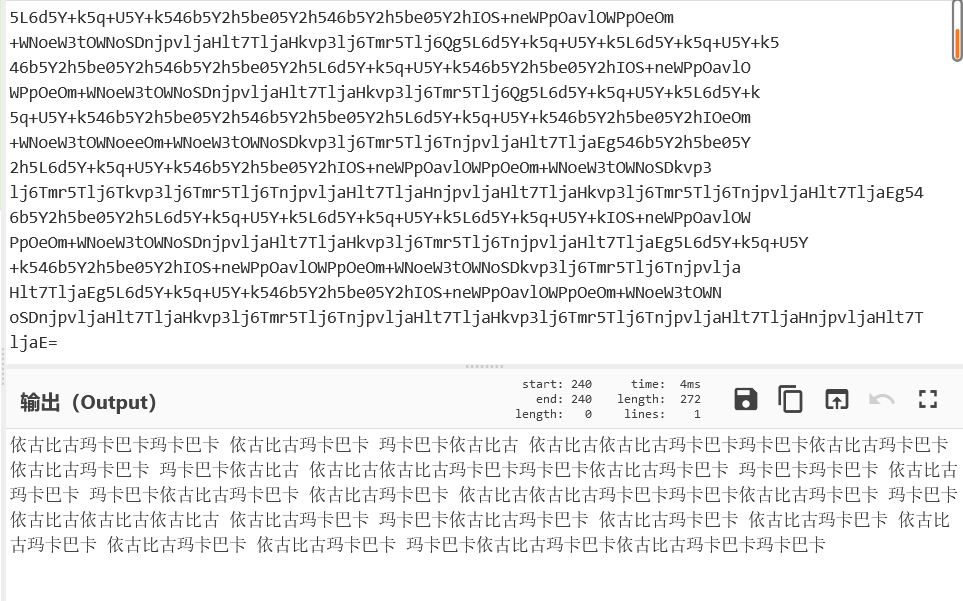 5L6d5Y+k5q+U5Y+k546b5Y2h5be05Y2h546b5Y2h5be05Y2hIOS+neWPpOavlOWPpOeOm
+WNoeW3tOWNoSDnjpvljaHlt7TljaHkvp3lj6Tmr5Tlj6Qg5L6d5Y+k5q+U5Y+k5L6d5Y+k5q+U5Y+k5
46b5Y2h5be05Y2h546b5Y2h5be05Y2h5L6d5Y+k5q+U5Y+k546b5Y2h5be05Y2hIOS+neWPpOavlO
WPpOeOm+WNoeW3tOWNoSDnjpvljaHlt7TljaHkvp3lj6Tmr5Tlj6Qg5L6d5Y+k5q+U5Y+k5L6d5Y+k
5q+U5Y+k546b5Y2h5be05Y2h546b5Y2h5be05Y2h5L6d5Y+k5q+U5Y+k546b5Y2h5be05Y2hIOeOm
+WNoeW3tOWNoeeOm+WNoeW3tOWNoSDkvp3lj6Tmr5Tlj6TnjpvljaHlt7TljaEg546b5Y2h5be05Y
2h5L6d5Y+k5q+U5Y+k546b5Y2h5be05Y2hIOS+neWPpOavlOWPpOeOm+WNoeW3tOWNoSDkvp3
lj6Tmr5Tlj6Tkvp3lj6Tmr5Tlj6TnjpvljaHlt7TljaHnjpvljaHlt7TljaHkvp3lj6Tmr5Tlj6TnjpvljaHlt7TljaEg54
6b5Y2h5be05Y2h5L6d5Y+k5q+U5Y+k5L6d5Y+k5q+U5Y+k5L6d5Y+k5q+U5Y+kIOS+neWPpOavlOW
PpOeOm+WNoeW3tOWNoSDnjpvljaHlt7TljaHkvp3lj6Tmr5Tlj6TnjpvljaHlt7TljaEg5L6d5Y+k5q+U5Y
+k546b5Y2h5be05Y2hIOS+neWPpOavlOWPpOeOm+WNoeW3tOWNoSDkvp3lj6Tmr5Tlj6Tnjpvlja
Hlt7TljaEg5L6d5Y+k5q+U5Y+k546b5Y2h5be05Y2hIOS+neWPpOavlOWPpOeOm+WNoeW3tOWN
oSDnjpvljaHlt7TljaHkvp3lj6Tmr5Tlj6TnjpvljaHlt7TljaHkvp3lj6Tmr5Tlj6TnjpvljaHlt7TljaHnjpvljaHlt7T
ljaE=
输出（Output） start: 240 end: 240 length: 0 time: 4ms length: 272 lines: 1
依古比古玛卡巴卡玛卡巴卡 依古比古玛卡巴卡 玛卡巴卡依古比古 依古比古依古比古玛卡巴卡玛卡巴卡依古比古玛卡巴卡
依古比古玛卡巴卡 玛卡巴卡依古比古 依古比古依古比古玛卡巴卡玛卡巴卡依古比古玛卡巴卡 玛卡巴卡玛卡巴卡 依古比古
玛卡巴卡 玛卡巴卡依古比古玛卡巴卡 依古比古玛卡巴卡 依古比古依古比古玛卡巴卡玛卡巴卡依古比古玛卡巴卡 玛卡巴卡
依古比古依古比古依古比古 依古比古玛卡巴卡 玛卡巴卡依古比古玛卡巴卡 依古比古玛卡巴卡 依古比古玛卡巴卡 依古比
古玛卡巴卡 依古比古玛卡巴卡 依古比古玛卡巴卡 玛卡巴卡依古比古玛卡巴卡依古比古玛卡巴卡玛卡巴卡